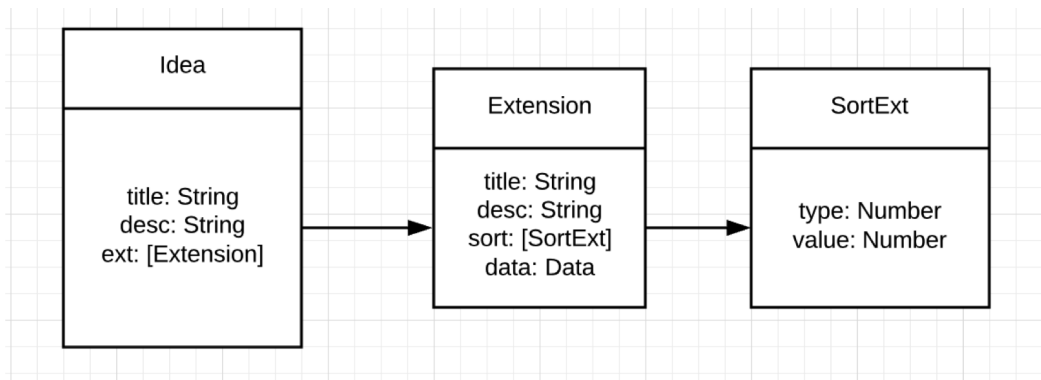 Idea
title: String
desc: String
ext: [Extension]
Extension
title: String
desc: String
sort: [SortExt]
data: Data
SortExt
type: Number
value: Number